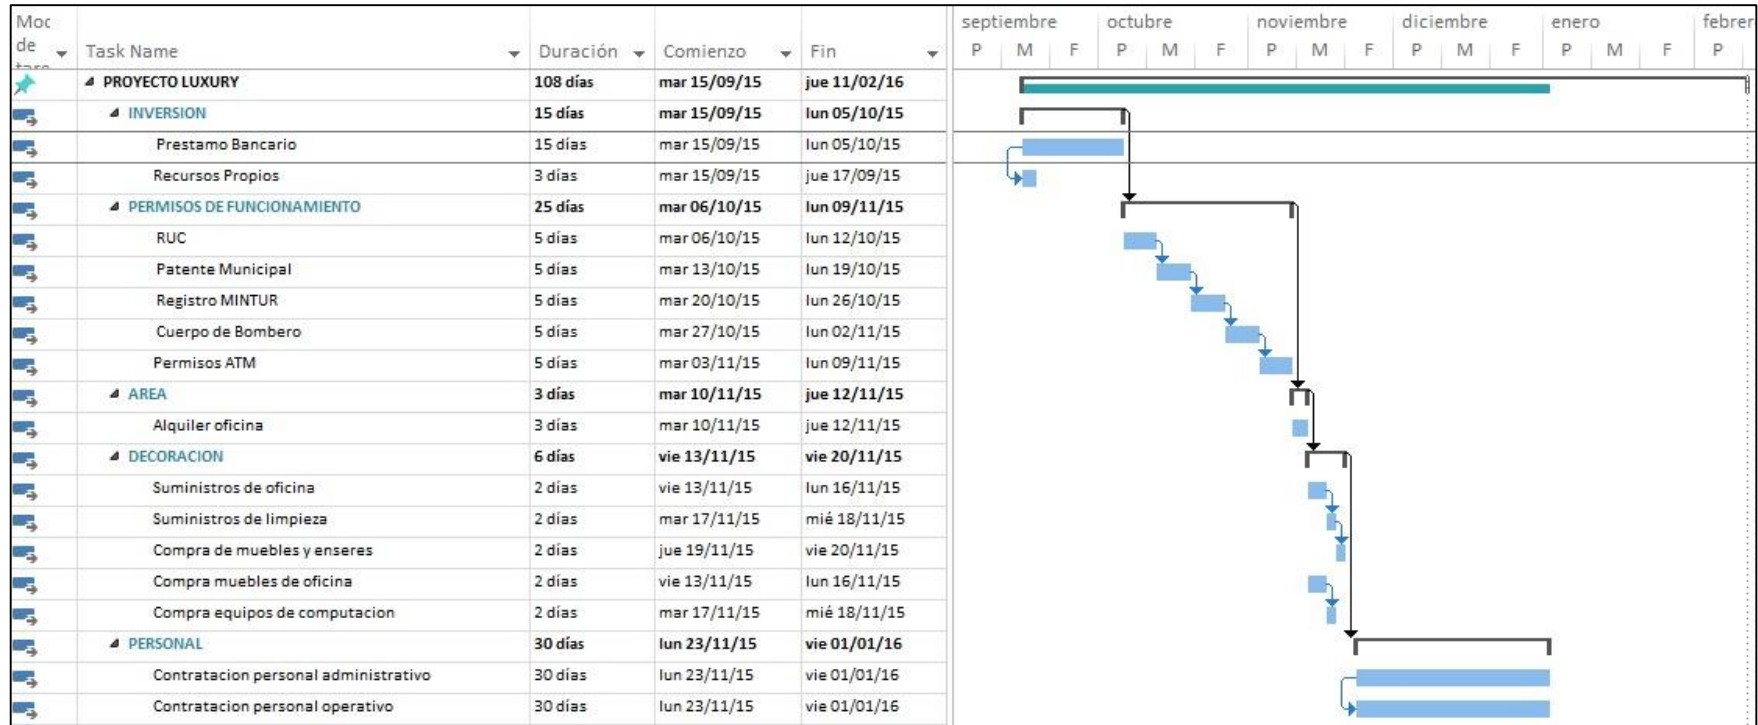 Moc
de
Task Name Duración Comienzo Fin
septiembre octubre noviembre diciembre enero febrer
P M F P M F P M F P M F P M F P
PROYECTO LUXURY 108 días mar 15/09/15 jue 11/02/16
INVERSION 15 días mar 15/09/15 lun 05/10/15
Prestamo Bancario 15 días mar 15/09/15 lun 05/10/15
Recursos Propios 3 días mar 15/09/15 jue 17/09/15
PERMISOS DE FUNCIONAMIENTO 25 días mar 06/10/15 lun 09/11/15
RUC 5 días mar 06/10/15 lun 12/10/15
Patente Municipal 5 días mar 13/10/15 lun 19/10/15
Registro MINTUR 5 días mar 20/10/15 lun 26/10/15
Cuerpo de Bombero 5 días mar 27/10/15 lun 02/11/15
Permisos ATM 5 días mar 03/11/15 lun 09/11/15
AREA 3 días mar 10/11/15 jue 12/11/15
Alquiler oficina 3 días mar 10/11/15 jue 12/11/15
DECORACION 6 días vie 13/11/15 vie 20/11/15
Suministros de oficina 2 días vie 13/11/15 lun 16/11/15
Suministros de limpieza 2 días mar 17/11/15 mié 18/11/15
Compra de muebles y enseres 2 días jue 19/11/15 vie 20/11/15
Compra muebles de oficina 2 días vie 13/11/15 lun 16/11/15
Compra equipos de computacion 2 días mar 17/11/15 mié 18/11/15
PERSONAL 30 días lun 23/11/15 vie 01/01/16
Contratacion personal administrativo 30 días lun 23/11/15 vie 01/01/16
Contratacion personal operativo 30 días lun 23/11/15 vie 01/01/16